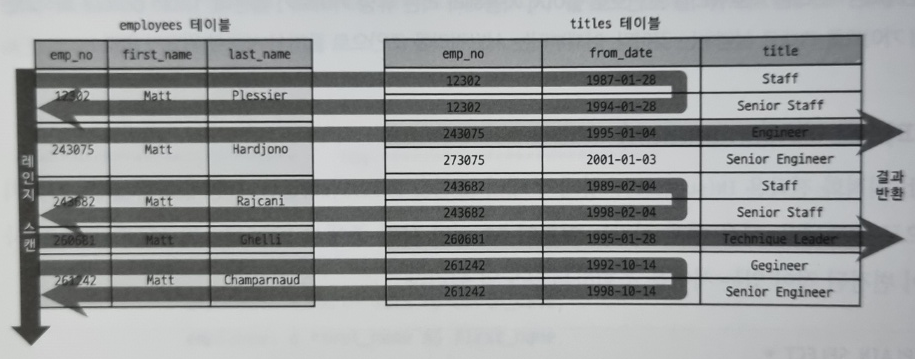 employees 테이블 titles 테이블
emp_no first_name last_name emp_no from_date title
12302 1987-01-28 Staff
12302 Matt Plessier
12302 1994-01-28 Senior Staff
243075 1995-01-04 Engineer
243075 Matt Hardjono
273075 2001-01-03 Senior Engineer
243682 1989-02-04 Staff
243682 Matt Rajcani
243682 1998-02-04 Senior Staff
260681 Matt Ghelli 260681 1995-01-28 Technique Leader
261242 1992-10-14 Gegineer
261242 Matt Champarnaud
261242 1998-10-14 Senior Engineer
레인지 스캔
결과
반환